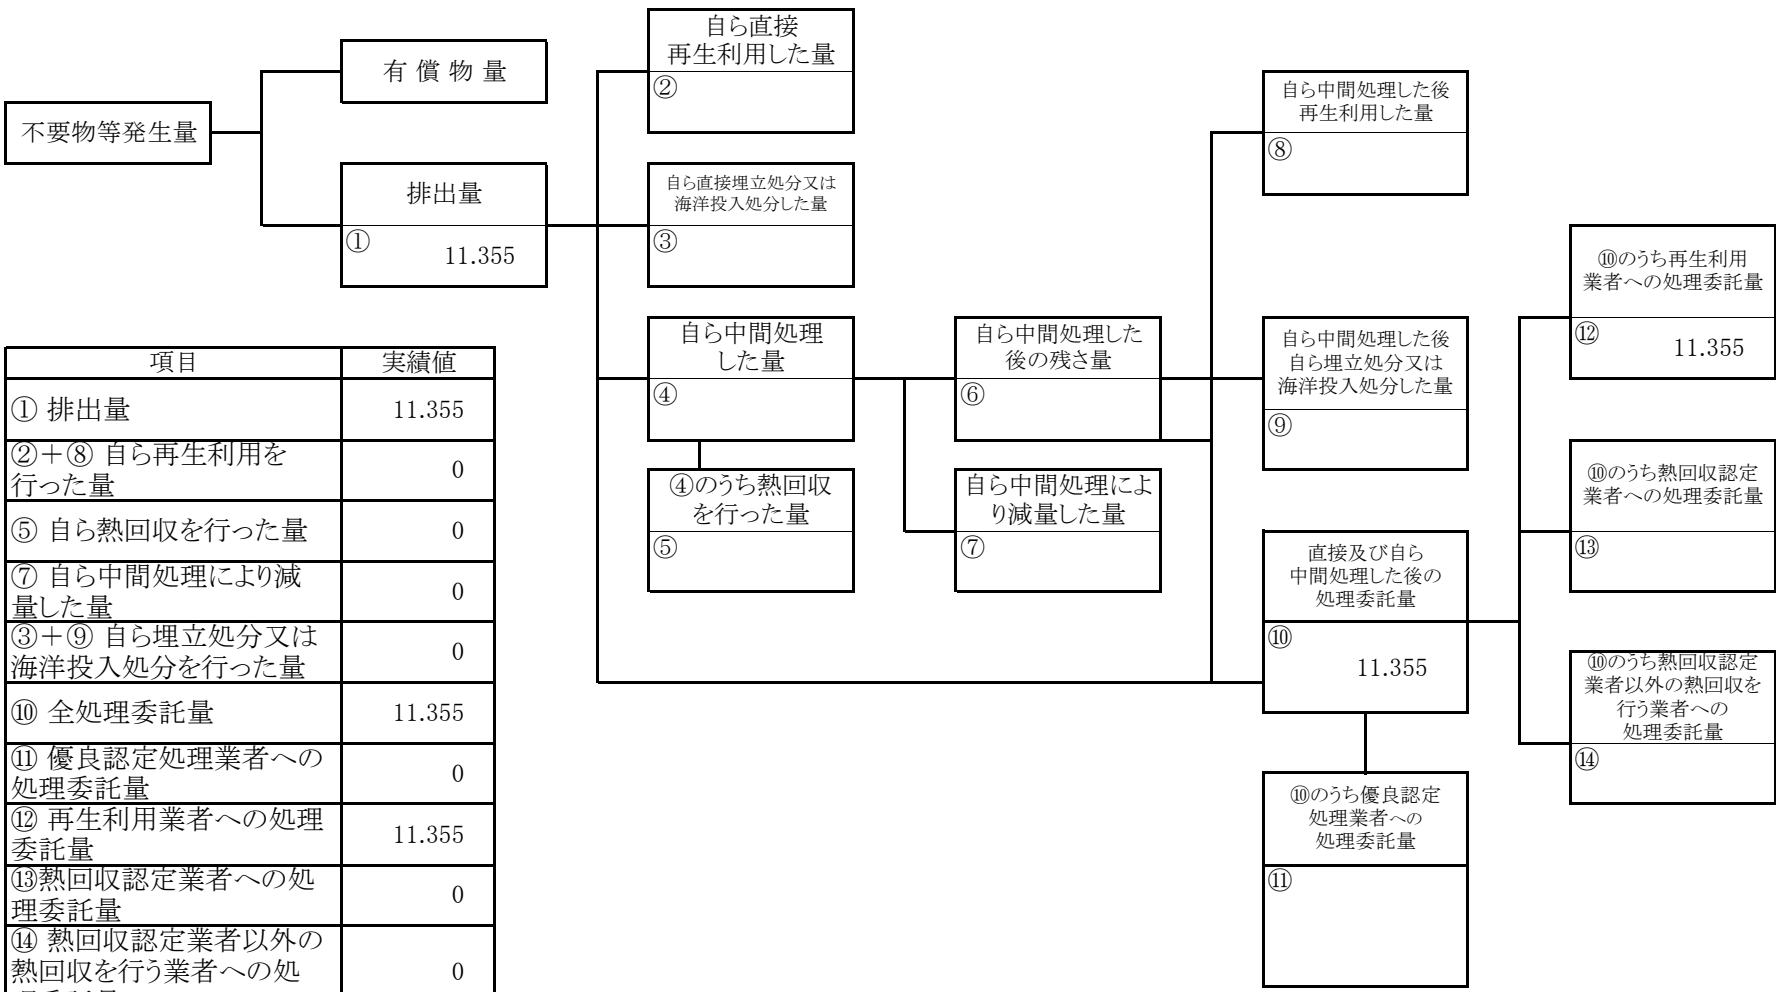 不要物等発生量
有 償 物 量
排出量
①
11.355
自ら直接
再生利用した量
②
自ら直接埋立処分又は
海洋投入処分した量
③
自ら中間処理
した量
④
④のうち熱回収
を行った量
⑤
自ら中間処理した
後の残さ量
⑥
自ら中間処理によ
り減量した量
⑦
自ら中間処理した後
再生利用した量
⑧
自ら中間処理した後
自ら埋立処分又は
海洋投入処分した量
⑨
直接及び自ら
中間処理した後の
処理委託量
⑩
11.355
⑩のうち優良認定
処理業者への
処理委託量
⑪
⑩のうち再生利用
業者への処理委託量
⑫
11.355
⑩のうち熱回収認定
業者への処理委託量
⑬
⑩のうち熱回収認定
業者以外の熱回収を
行う業者への
処理委託量
⑭
項目 実績値
① 排出量 11.355
②＋⑧ 自ら再生利用を
行った量 0
⑤ 自ら熱回収を行った量 0
⑦ 自ら中間処理により減
量した量 0
③＋⑨ 自ら埋立処分又は
海洋投入処分を行った量 0
⑩ 全処理委託量 11.355
⑪ 優良認定処理業者への
処理委託量 0
⑫ 再生利用業者への処理
委託量 11.355
⑬熱回収認定業者への処
理委託量 0
⑭ 熱回収認定業者以外の
熱回収を行う業者への処 0